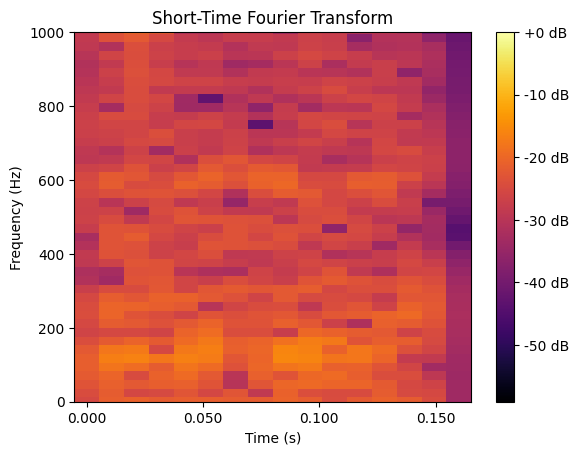 Short-Time Fourier Transform
1000
800
600
400
200
0
Frequency (Hz)
0.000
0.050
0.100
0.150
Time (s)
+0 dB
-10 dB
-20 dB
-30 dB
-40 dB
-50 dB